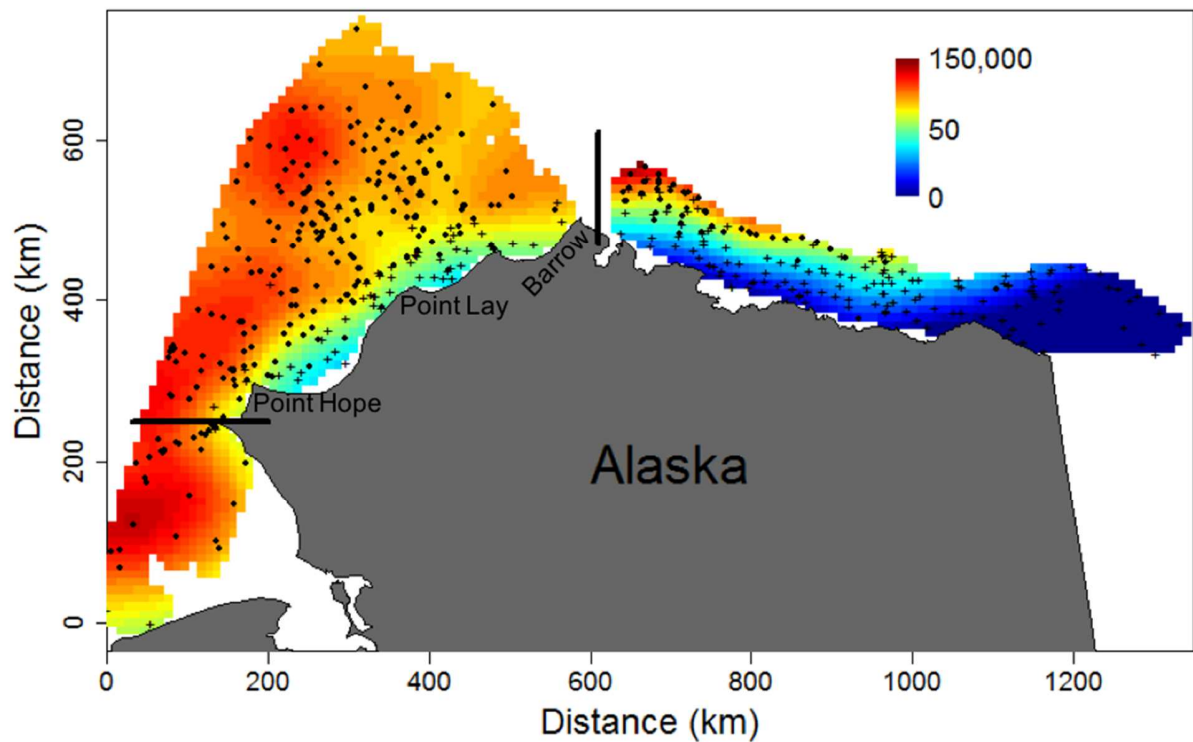 150,000
50
0
600
400
200
0
Distance (km)
Barrow
Point Lay
Point Hope
Alaska
0 200 400 600 800 1000 1200
Distance (km)